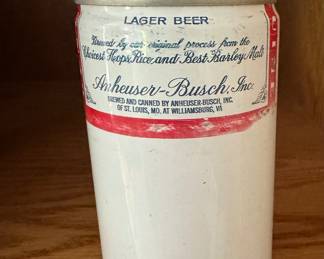 LAGER BEER
Brewed by our original process from the
Choicest Hops, Rice and Best Barley Malt
Anheuser-Busch, Inc.
BREWED AND CANNED BY ANHEUSER-BUSCH, INC.
OF ST. LOUIS, MO. AT WILLIAMSBURG, VA